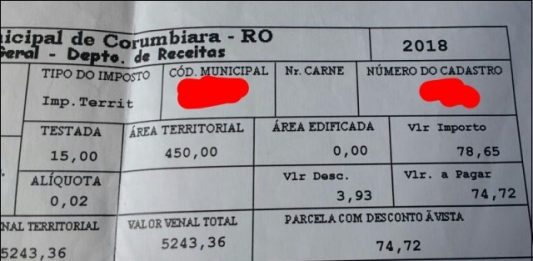 nicipal de Corumbiara - RO
Geral - Depto. de Receitas
2018
TIPO DO IMPOSTO CÓD. MUNICIPAL Nr. CARNE NÚMERO DO CADASTRO
Imp.Territ
TESTADA ÁREA TERRITORIAL ÁREA EDIFICADA Vlr Importo
15,00 450,00 0,00 78,65
ALÍQUOTA Vlr Desc. Vlr. a Pagar
0,02 3,93 74,72
NAL TERRITORIAL VALOR VENAL TOTAL PARCELA COM DESCONTO À VISTA
5243,36 5243,36 74,72